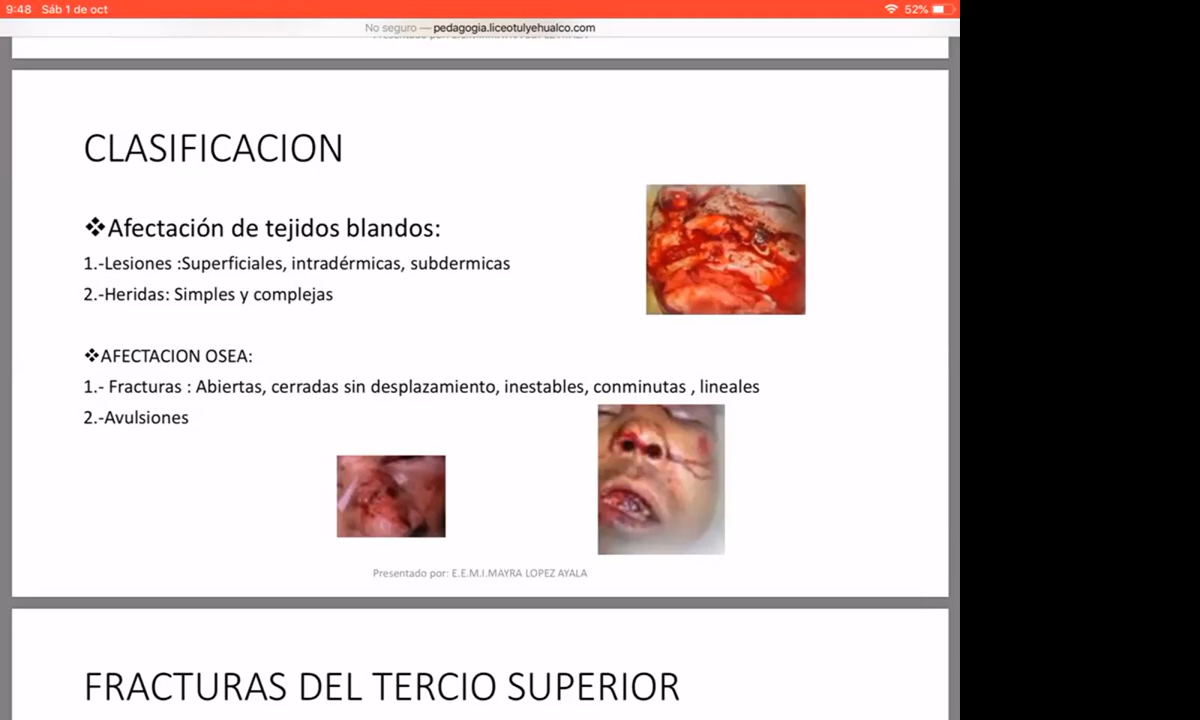 9:48 Sáb 1 de oct 52%
No seguro — pedagogia.liceotulyehualco.com
CLASIFICACION
❖Afectación de tejidos blandos:
1.-Lesiones :Superficiales, intradérmicas, subdermicas
2.-Heridas: Simples y complejas
❖AFECTACION OSEA:
1.- Fracturas : Abiertas, cerradas sin desplazamiento, inestables, conminutas , lineales
2.-Avulsiones
Presentado por: E.E.M.I.MAYRA LOPEZ AYALA
FRACTURAS DEL TERCIO SUPERIOR